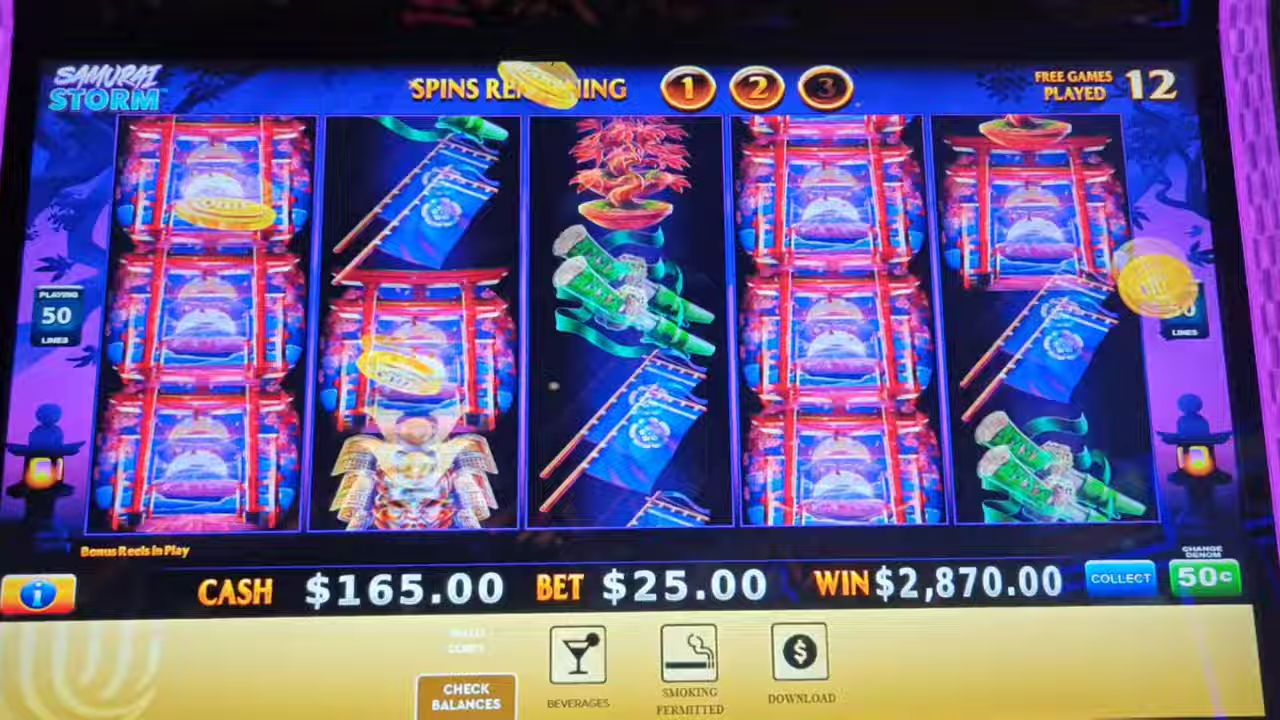 SAMURAI
STORM
SPINS REMAINING
1 2 3
FREE GAMES
PLAYED
12
PLAYING
50
LINES
LINES
Bonus Reels In Play
CASH $165.00 BET $25.00 WIN $2,870.00
COLLECT
CHANGE
DENOM
50¢
CHECK
BALANCES
BEVERAGES
SMOKING
PERMITTED
$
DOWNLOAD